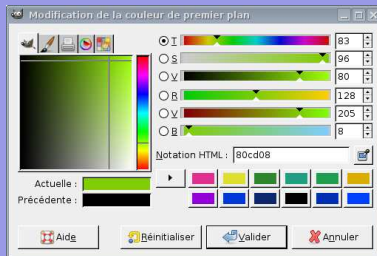 Modification de la couleur de premier plan
T 83
S 96
V 80
R 128
V 205
B 8
Notation HTML : 80cd08
Actuelle :
Précédente :
Aide Réinitialiser Valider Annuler